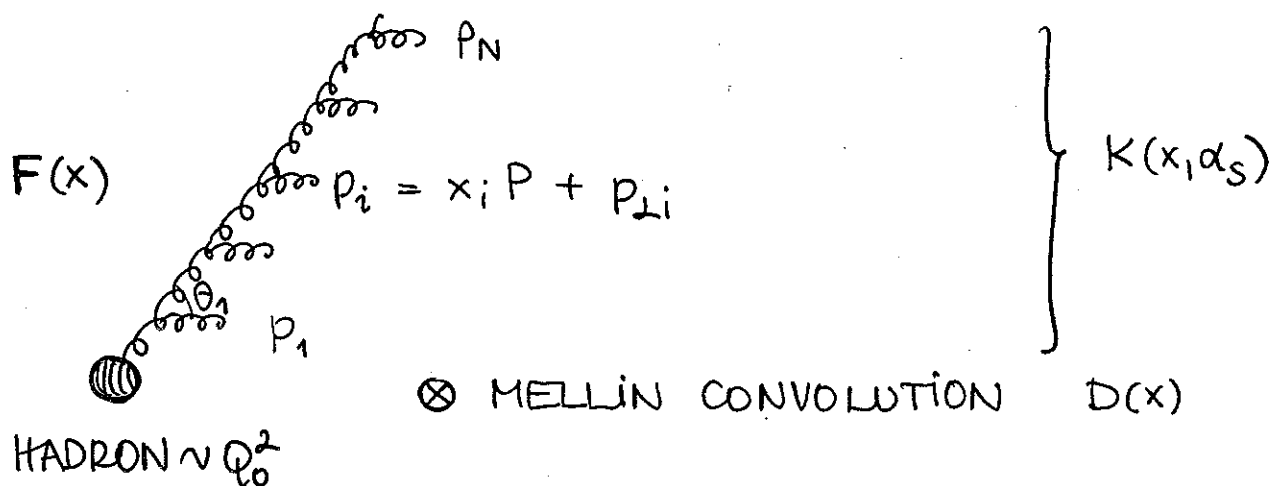 p_N
F(x)
p_i = x_i P + p_⊥i
K(x, α_s)
θ_1
p_1
⊗ MELLIN CONVOLUTION D(x)
HADRON ~ Q_0^2